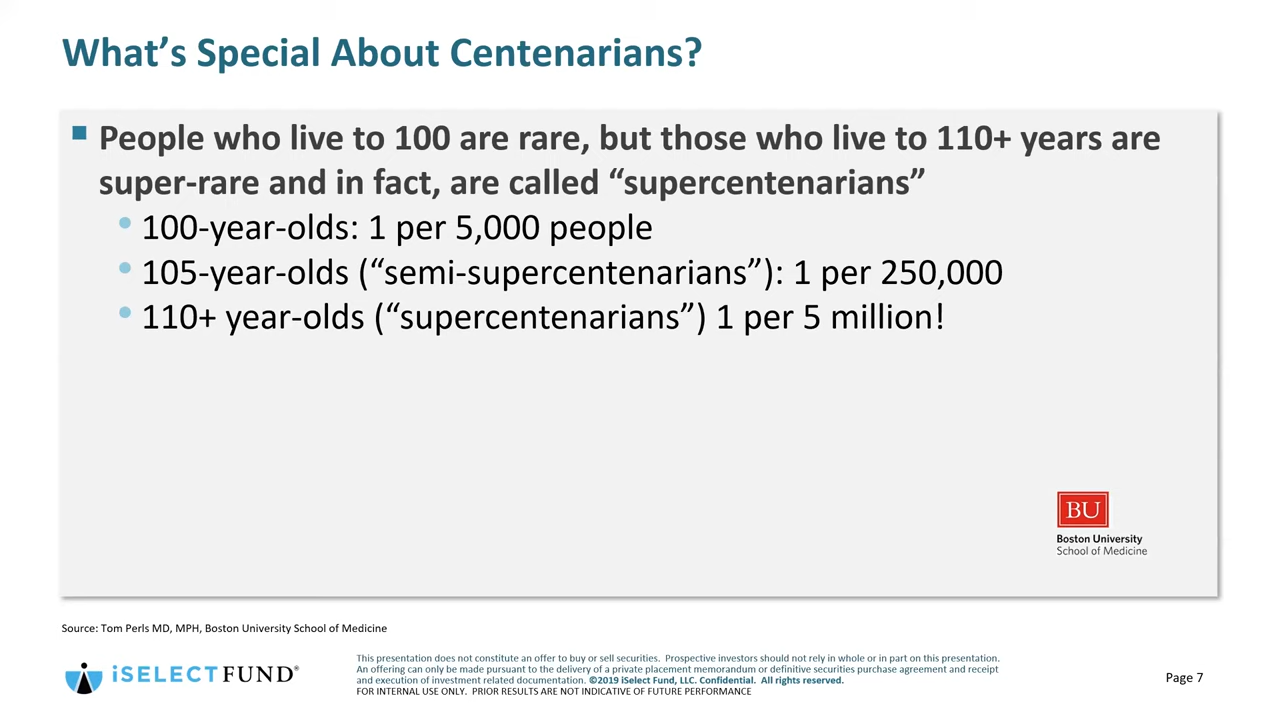 What’s Special About Centenarians?
People who live to 100 are rare, but those who live to 110+ years are
super-rare and in fact, are called “supercentenarians”
100-year-olds: 1 per 5,000 people
105-year-olds (“semi-supercentenarians”): 1 per 250,000
110+ year-olds (“supercentenarians”) 1 per 5 million!
BU
Boston University
School of Medicine
Source: Tom Perls MD, MPH, Boston University School of Medicine
iSELECTFUND®
This presentation does not constitute an offer to buy or sell securities.  Prospective investors should not rely in whole or in part on this presentation.
An offering can only be made pursuant to the delivery of a private placement memorandum or definitive securities purchase agreement and receipt
and execution of investment related documentation. ©2019 iSelect Fund, LLC. Confidential.  All rights reserved.
FOR INTERNAL USE ONLY.  PRIOR RESULTS ARE NOT INDICATIVE OF FUTURE PERFORMANCE
Page 7